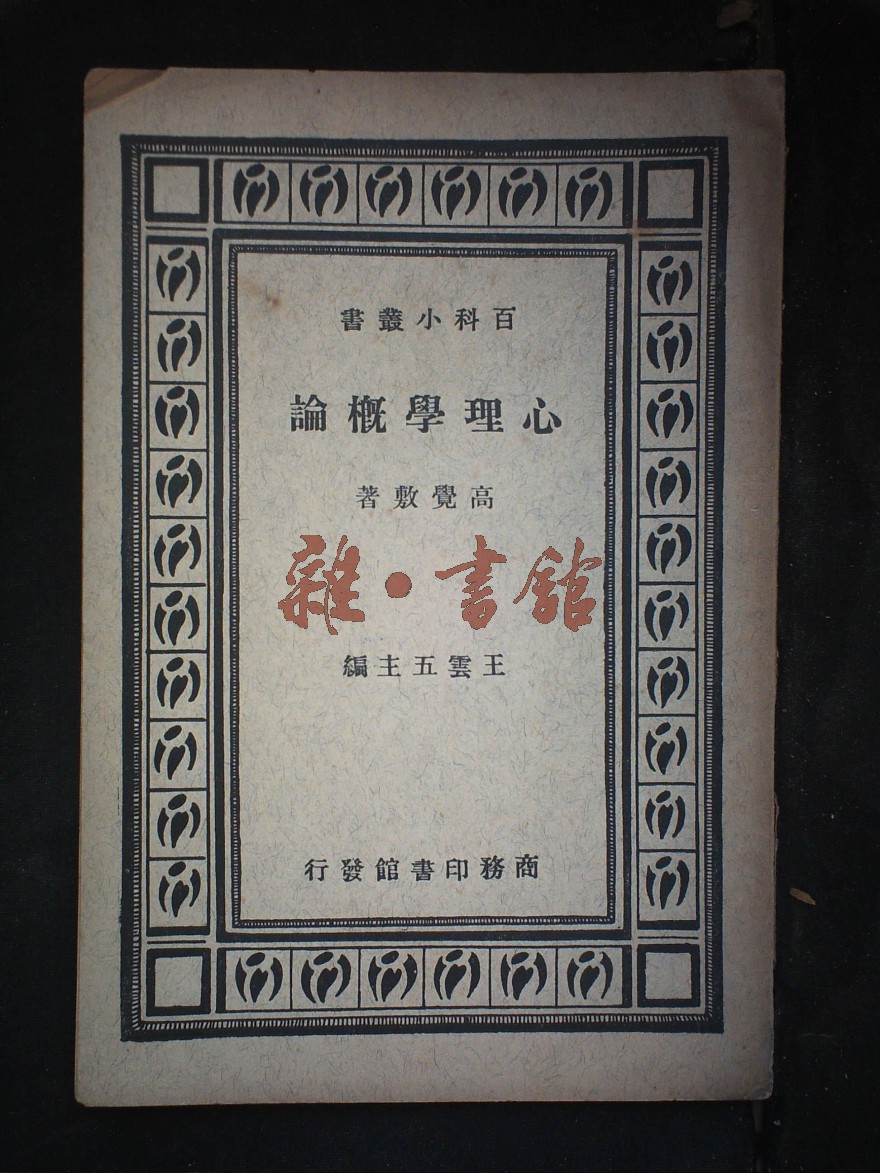 百科小叢書
心理學概論
高覺敷著
雜·書館
王雲五主編
商務印書館發行